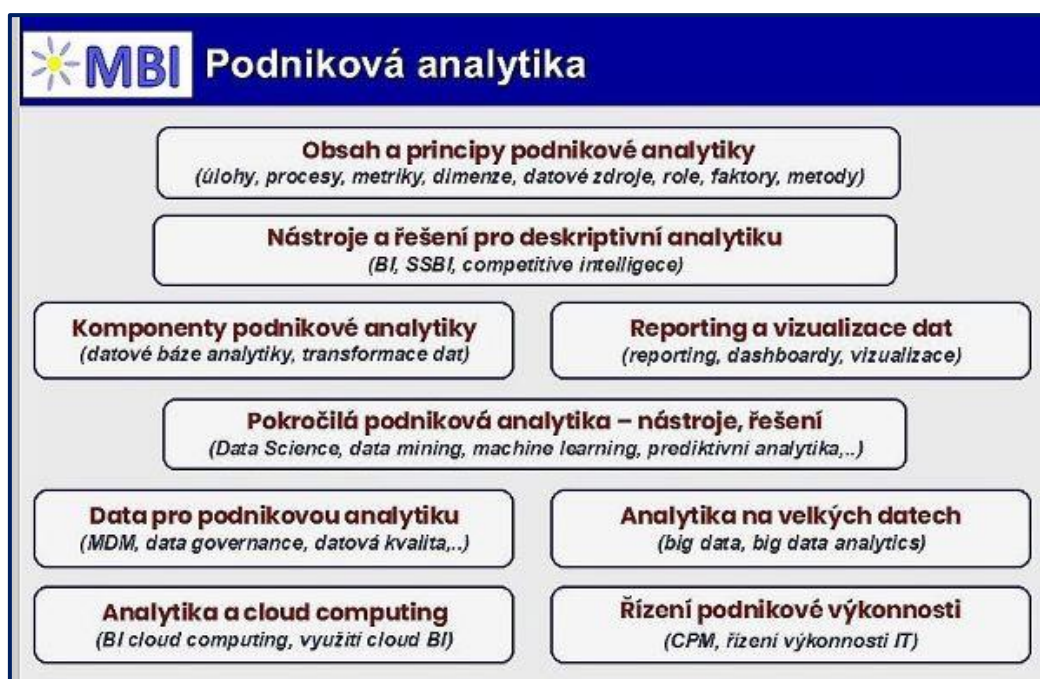 MBI Podniková analytika
Obsah a principy podnikové analytiky
(úlohy, procesy, metriky, dimenze, datové zdroje, role, faktory, metody)
Nástroje a řešení pro deskriptivní analytiku
(BI, SSBI, competitive intelligece)
Komponenty podnikové analytiky
(datové báze analytiky, transformace dat)
Reporting a vizualizace dat
(reporting, dashboardy, vizualizace)
Pokročilá podniková analytika – nástroje, řešení
(Data Science, data mining, machine learning, prediktivní analytika,..)
Data pro podnikovou analytiku
(MDM, data governance, datová kvalita,..)
Analytika na velkých datech
(big data, big data analytics)
Analytika a cloud computing
(BI cloud computing, využití cloud BI)
Řízení podnikové výkonnosti
(CPM, řízení výkonnosti IT)